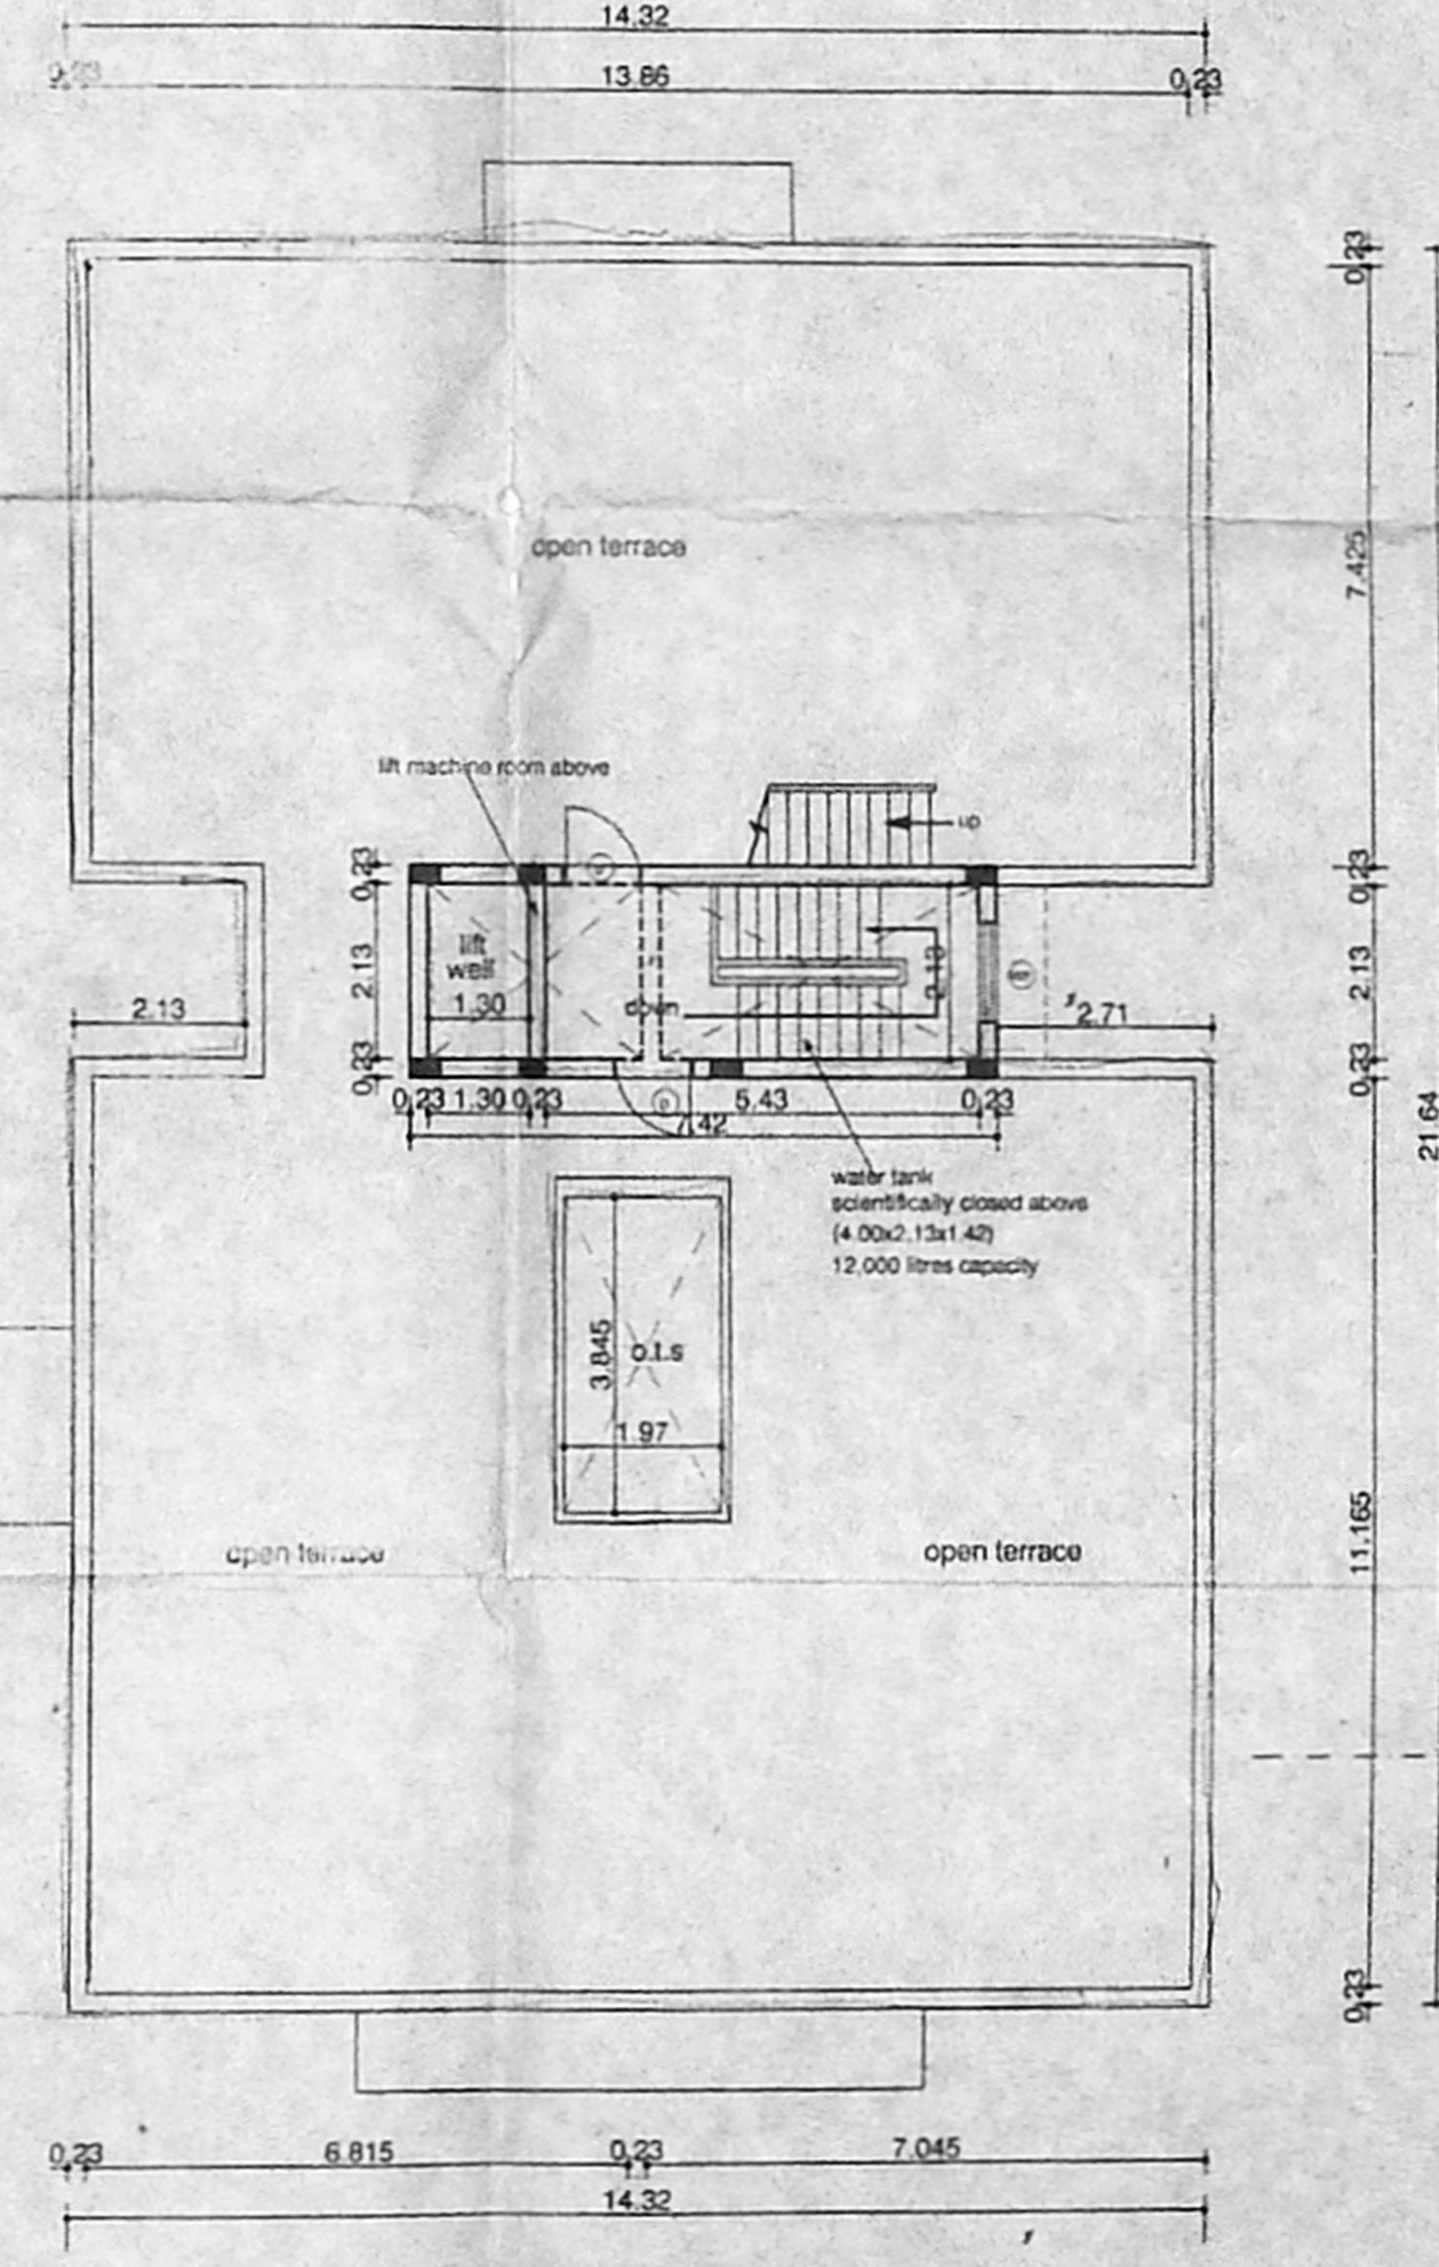 14.32
0.23
13.86
0.23
0.23
open terrace
7.425
lift machine room above
up
0.23
0.23
lift
well
1.30
2.13
down
2.13
2.13
2.13
2.71
0.23
0.23
0.23
1.30
0.23
5.43
0.23
7.42
21.64
water tank
scientifically closed above
(4.00x2.13x1.42)
12,000 litres capacity
3.845
o.t.s
1.97
11.165
open terrace
open terrace
0.23
0.23
6.815
0.23
7.045
14.32